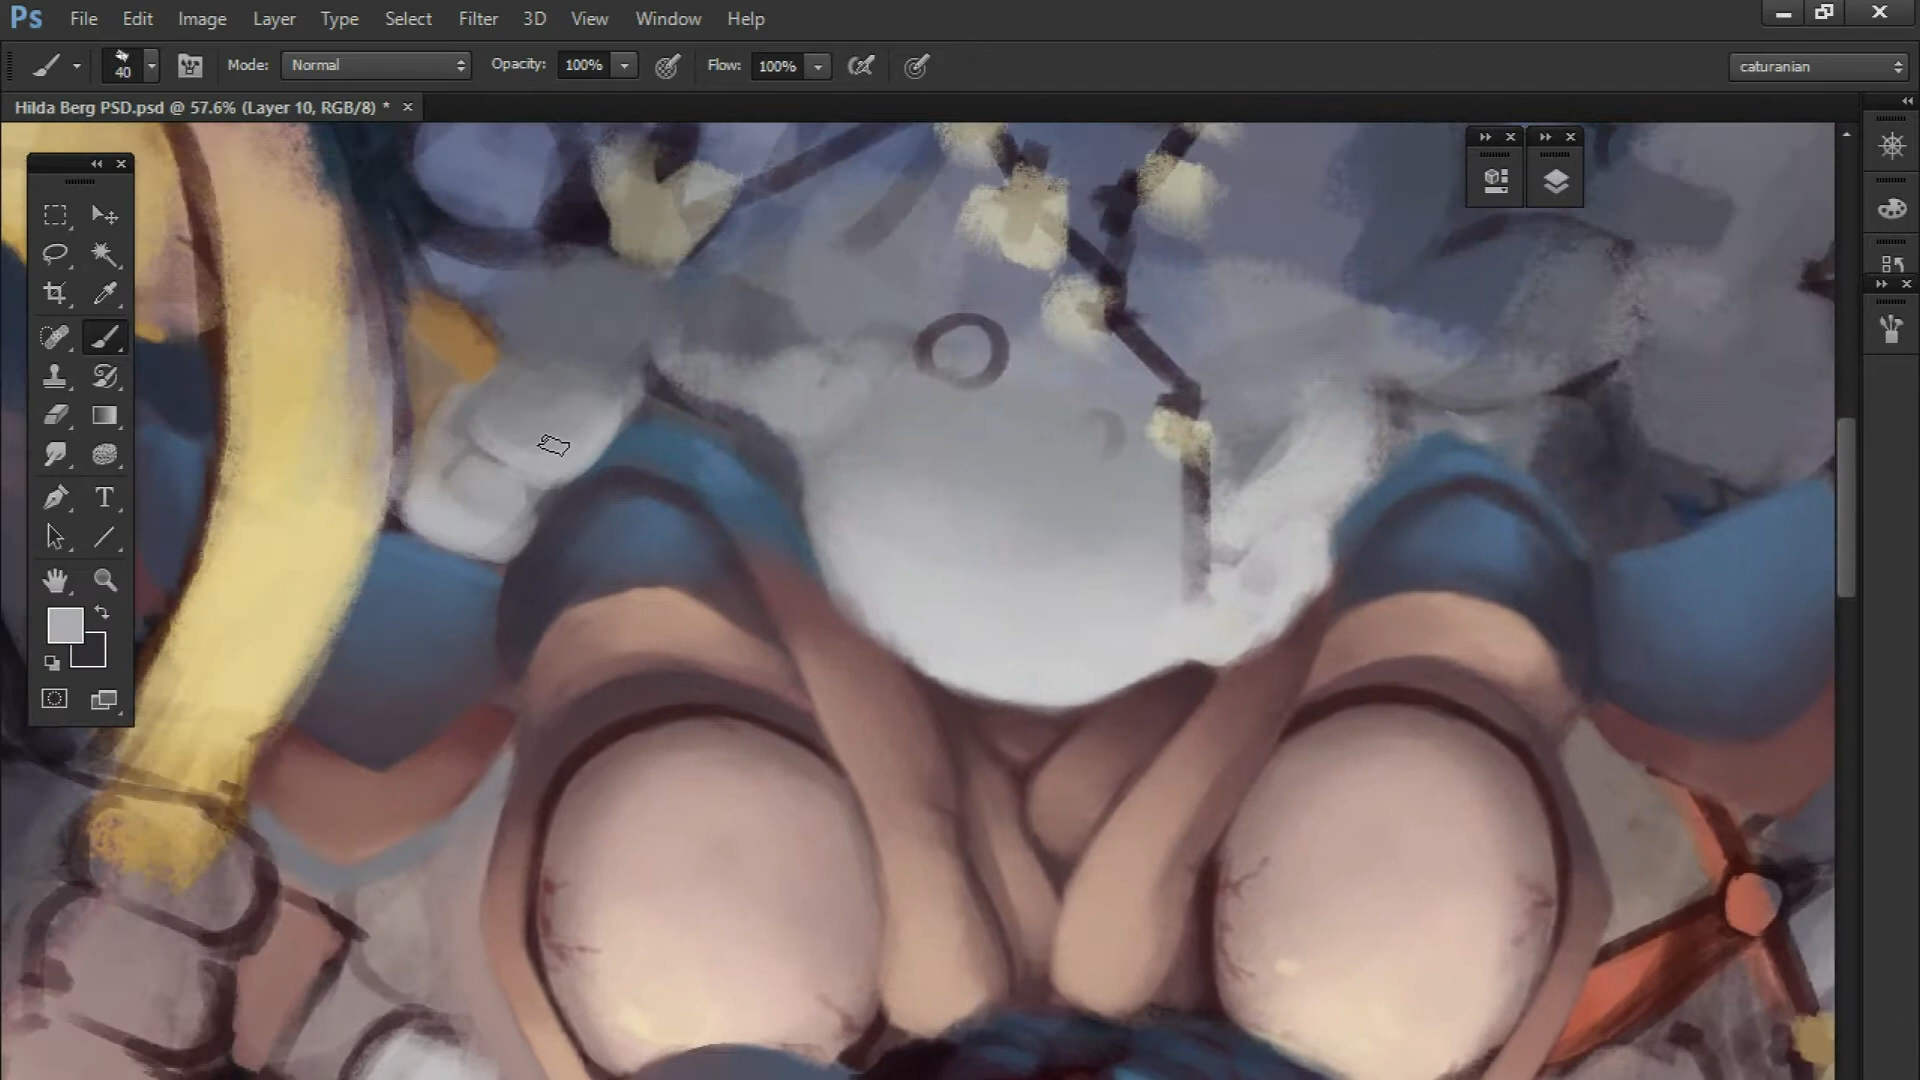 Ps File Edit Image Layer Type Select Filter 3D View Window Help
40 Mode: Normal Opacity: 100% Flow: 100% caturanian
Hilda Berg PSD.psd @ 57.6% (Layer 10, RGB/8) *
T